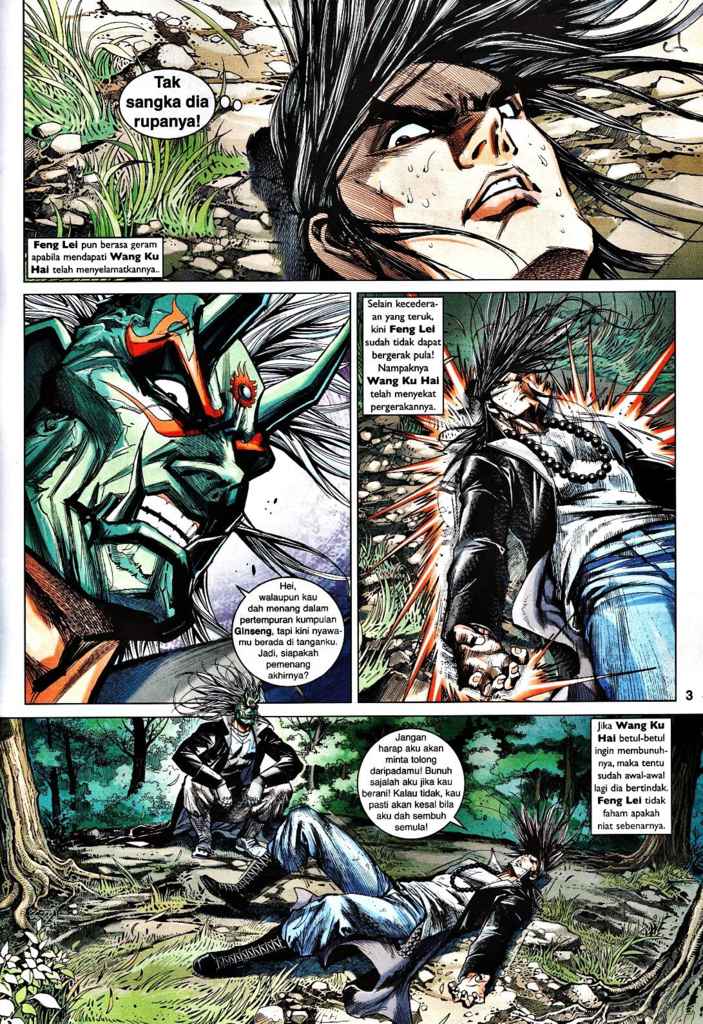 Tak
sangka dia
rupanya!
Feng Lei pun berasa geram
apabila mendapati Wang Ku
Hai telah menyelamatkannya..
Selain kecedera-
an yang teruk,
kini Feng Lei
sudah tidak dapat
bergerak pula!
Nampaknya
Wang Ku Hai
telah menyekat
pergerakannya.
Hei,
walaupun kau
dah menang dalam
pertempuran kumpulan
Ginseng, tapi kini nyawa-
mu berada di tanganku.
Jadi, siapakah
pemenang
akhirnya?
3
Jangan
harap aku akan
minta tolong
daripadamu! Bunuh
sajalah aku jika kau
berani! Kalau tidak, kau
pasti akan kesal bila
aku dah sembuh
semula!
Jika Wang Ku
Hai betul-betul
ingin membunuh-
nya, maka tentu
sudah awal-awal
lagi dia bertindak.
Feng Lei tidak
faham apakah
niat sebenarnya.